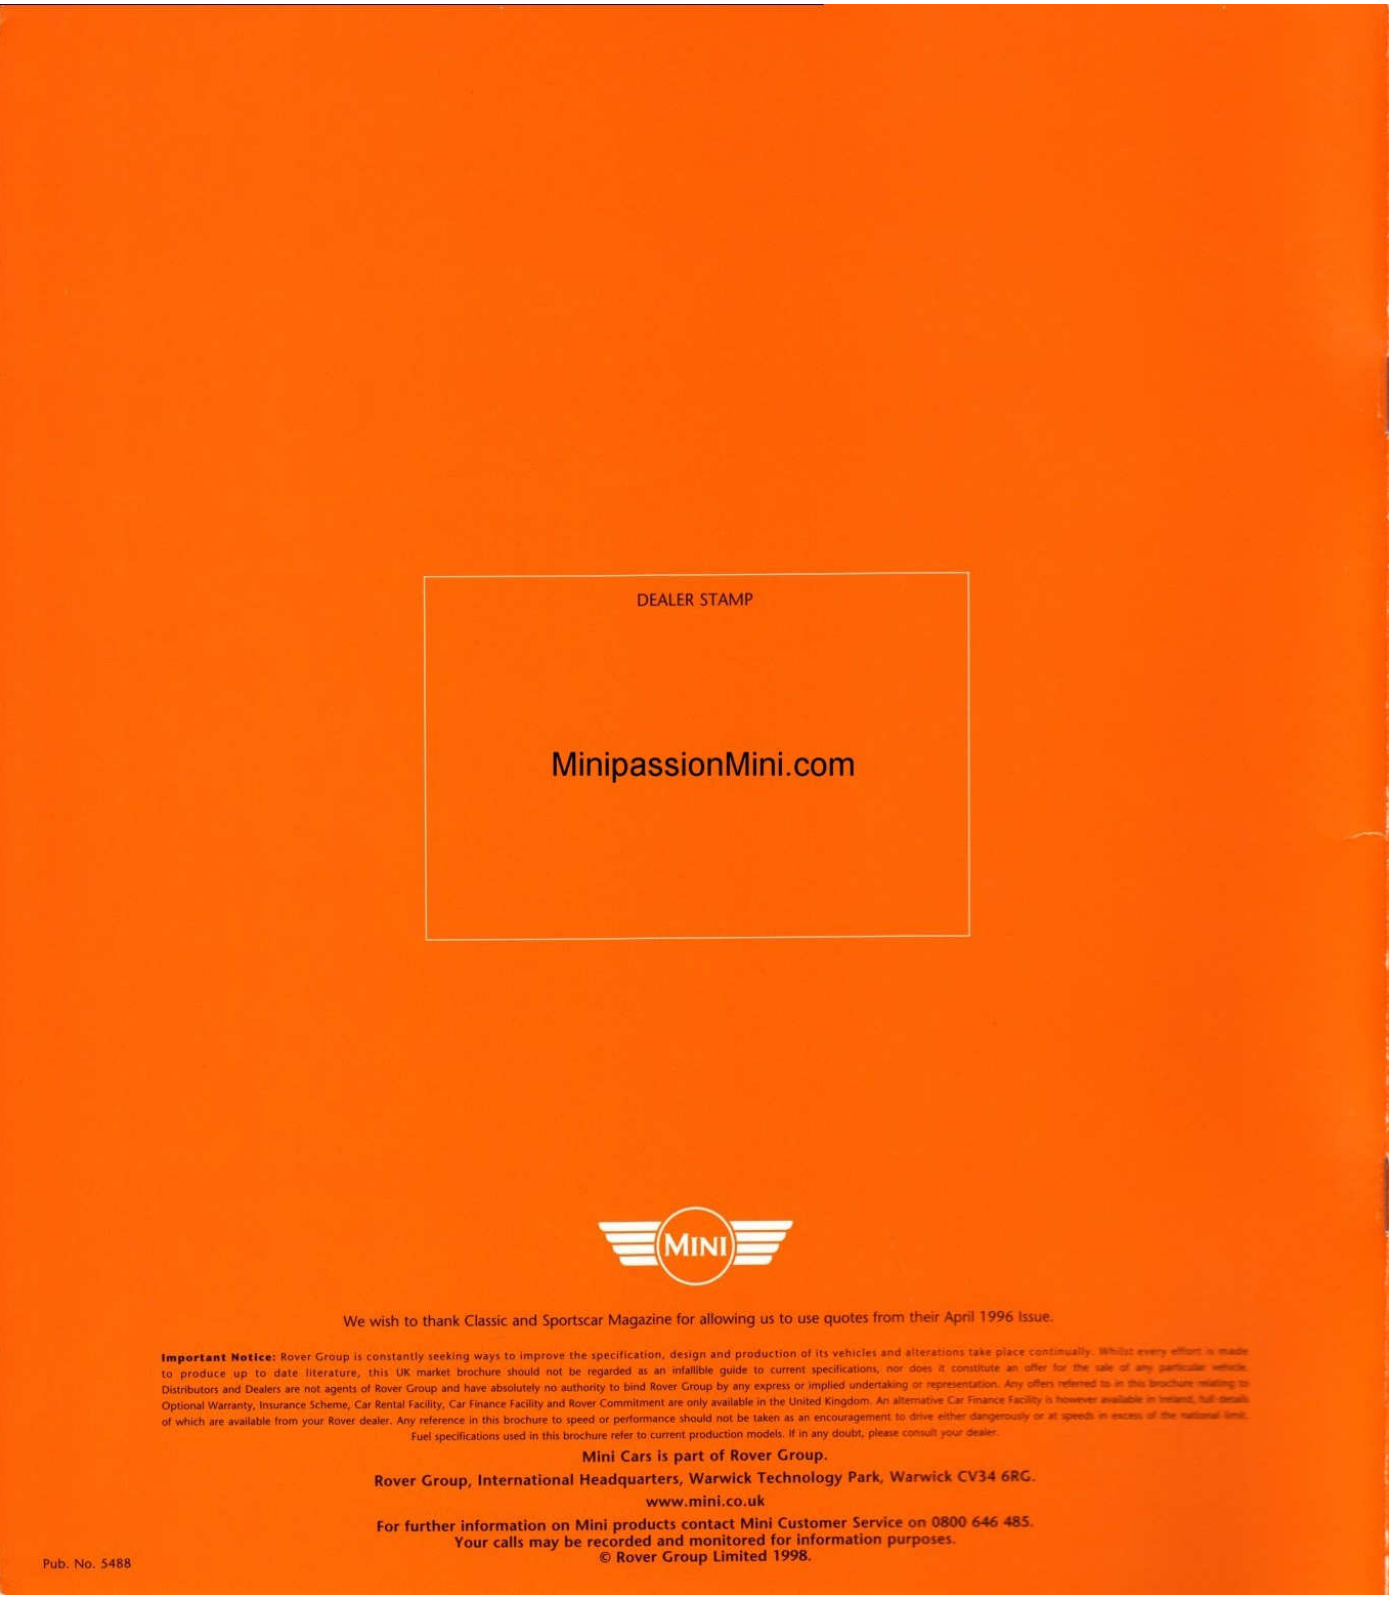 DEALER STAMP
MinipassionMini.com
MINI
We wish to thank Classic and Sportscar Magazine for allowing us to use quotes from their April 1996 Issue.
Important Notice: Rover Group is constantly seeking ways to improve the specification, design and production of its vehicles and alterations take place continually. Whilst every effort is made
to produce up to date literature, this UK market brochure should not be regarded as an infallible guide to current specifications, nor does it constitute an offer for the sale of any particular vehicle.
Distributors and Dealers are not agents of Rover Group and have absolutely no authority to bind Rover Group by any express or implied undertaking or representation. Any offers referred to in this brochure relating to
Optional Warranty, Insurance Scheme, Car Rental Facility, Car Finance Facility and Rover Commitment are only available in the United Kingdom. An alternative Car Finance Facility is however available in Ireland, full details
of which are available from your Rover dealer. Any reference in this brochure to speed or performance should not be taken as an encouragement to drive either dangerously or at speeds in excess of the national limit.
Fuel specifications used in this brochure refer to current production models. If in any doubt, please consult your dealer.
Mini Cars is part of Rover Group.
Rover Group, International Headquarters, Warwick Technology Park, Warwick CV34 6RG.
www.mini.co.uk
For further information on Mini products contact Mini Customer Service on 0800 646 485.
Your calls may be recorded and monitored for information purposes.
© Rover Group Limited 1998.
Pub. No. 5488